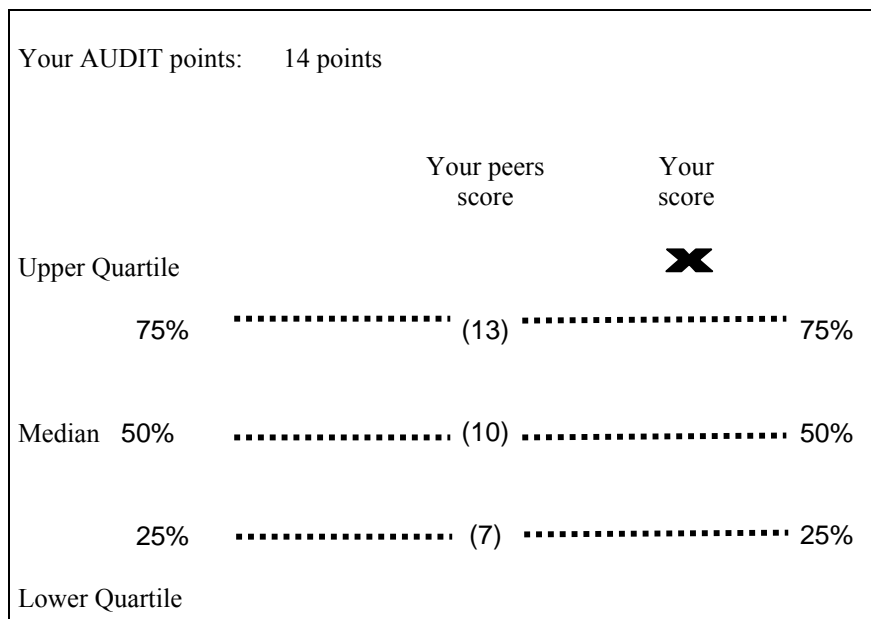 Your AUDIT points: 14 points
Your peers Your
score score
Upper Quartile
75% (13) 75%
Median 50% (10) 50%
25% (7) 25%
Lower Quartile